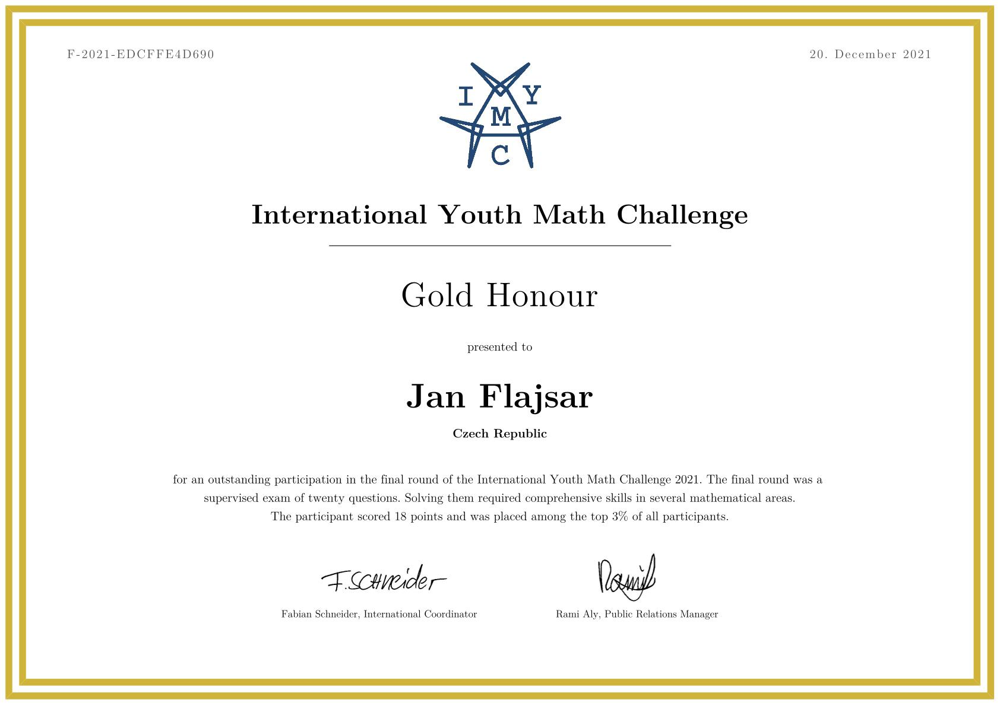 F-2021-EDCFFE4D690
20. December 2021
I Y
M
C
International Youth Math Challenge
Gold Honour
presented to
Jan Flajsar
Czech Republic
for an outstanding participation in the final round of the International Youth Math Challenge 2021. The final round was a
supervised exam of twenty questions. Solving them required comprehensive skills in several mathematical areas.
The participant scored 18 points and was placed among the top 3% of all participants.
F. Schneider
Rami
Fabian Schneider, International Coordinator
Rami Aly, Public Relations Manager